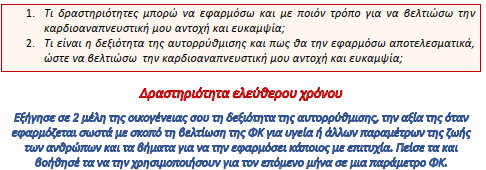 1. Τι δραστηριότητες μπορώ να εφαρμόσω και με ποιόν τρόπο για να βελτιώσω την
καρδιοαναπνευστική μου αντοχή και ευκαμψία;
2. Τι είναι η δεξιότητα της αυτορρύθμισης και πως θα την εφαρμόσω αποτελεσματικά,
ώστε να βελτιώσω την καρδιοαναπνευστική μου αντοχή και ευκαμψία;
Δραστηριότητα ελεύθερου χρόνου
Εξήγησε σε 2 μέλη της οικογένειας σου τη δεξιότητα της αυτορρύθμισης, την αξία της όταν
εφαρμόζεται σωστά με σκοπό τη βελτίωση της ΦΚ για υγεία ή άλλων παραμέτρων της ζωής
των ανθρώπων και τα βήματα για να την εφαρμόσει κάποιος με επιτυχία. Πείσε τα και
βοήθησέ τα να την χρησιμοποιήσουν για τον επόμενο μήνα σε μια παράμετρο ΦΚ.